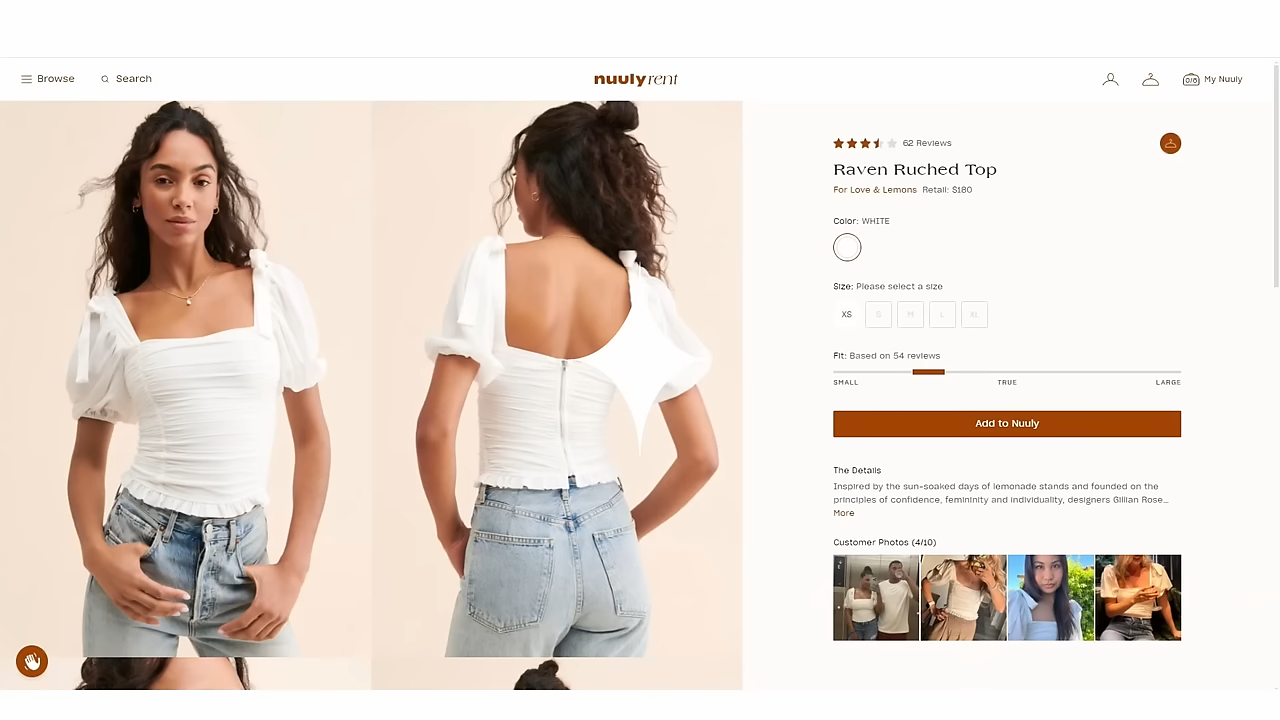 Browse
Search
nuuly rent
0/6
My Nuuly
62 Reviews
Raven Ruched Top
For Love & Lemons Retail: $180
Color: WHITE
Size: Please select a size
XS S M L XL
Fit: Based on 54 reviews
SMALL TRUE LARGE
Add to Nuuly
The Details
Inspired by the sun-soaked days of lemonade stands and founded on the
principles of confidence, femininity and individuality, designers Gillian Rose...
More
Customer Photos (4/10)